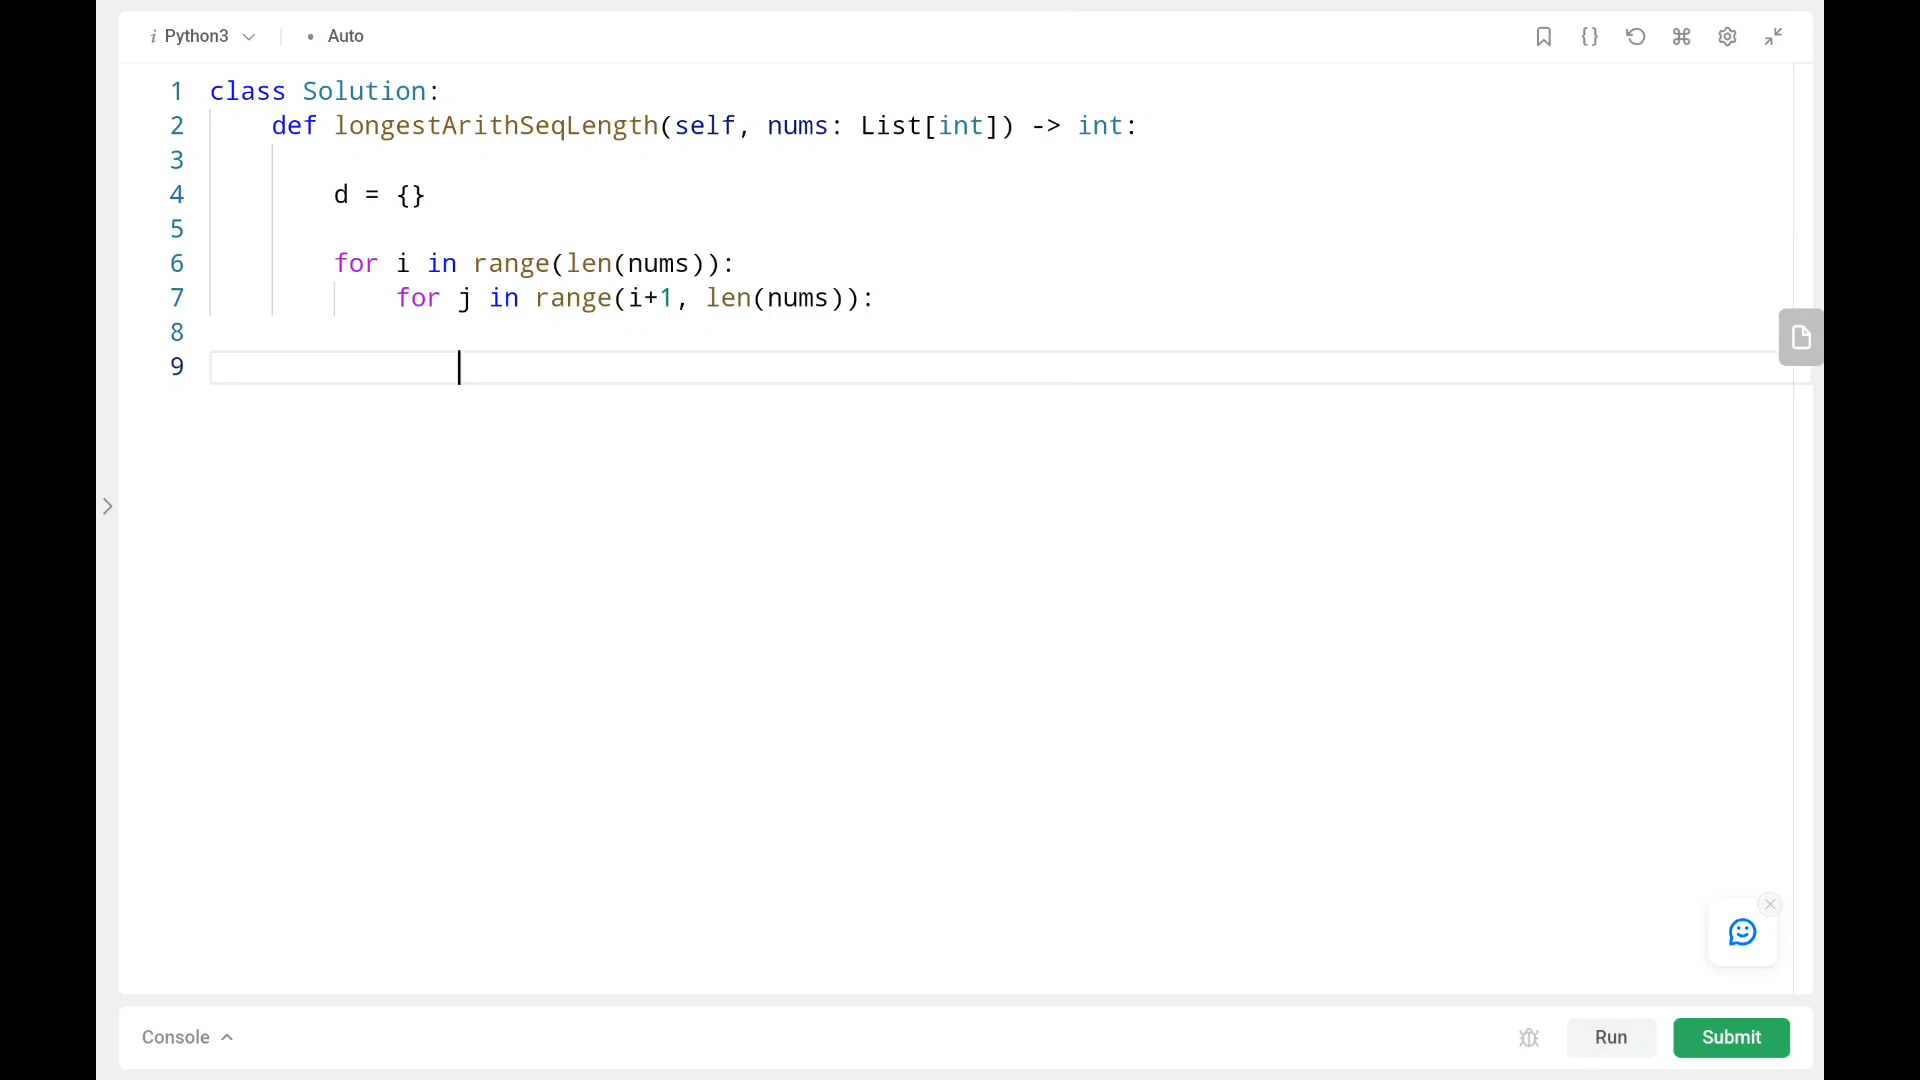 i Python3 • Auto
1 class Solution:
2     def longestArithSeqLength(self, nums: List[int]) -> int:
3
4         d = {}
5
6         for i in range(len(nums)):
7             for j in range(i+1, len(nums)):
8
9
Console
Run
Submit